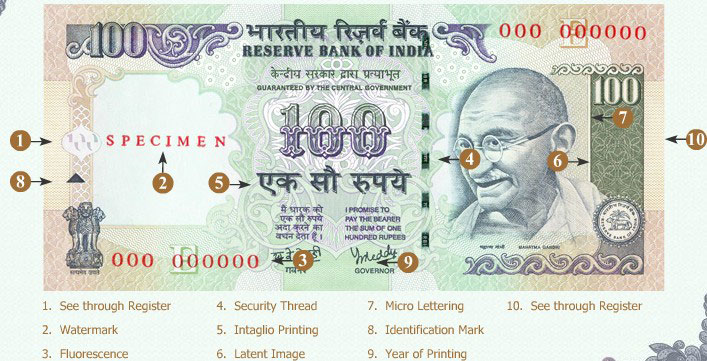 100
भारतीय रिज़र्व बैंक
RESERVE BANK OF INDIA
E
000 000000
केन्द्रीय सरकार द्वारा प्रत्याभूत
GUARANTEED BY THE CENTRAL GOVERNMENT
100
100
7
1
SPECIMEN
2
4
6
10
8
5
एक सौ रुपये
मैं धारक को
एक सौ रुपये
अदा करने का
वचन देता हूँ।
I PROMISE TO
PAY THE BEARER
THE SUM OF ONE
HUNDRED RUPEES
E
000 000000
3
गवर्नर
GOVERNOR
9
महात्मा गांधी
MAHATMA GANDHI
सत्यमेव जयते
1. See through Register
4. Security Thread
7. Micro Lettering
10. See through Register
2. Watermark
5. Intaglio Printing
8. Identification Mark
3. Fluorescence
6. Latent Image
9. Year of Printing